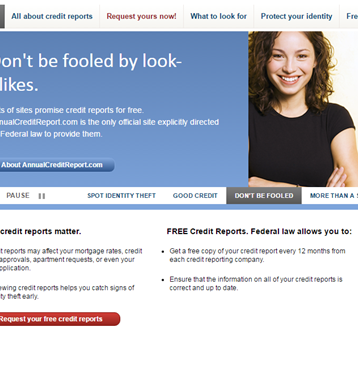 All about credit reports Request yours now! What to look for Protect your identity
on't be fooled by look-
likes.
ts of sites promise credit reports for free.
nualCreditReport.com is the only official site explicitly directed
Federal law to provide them.
About AnnualCreditReport.com
PAUSE SPOT IDENTITY THEFT GOOD CREDIT DON'T BE FOOLED MORE THAN A
credit reports matter.
it reports may affect your mortgage rates, credit
approvals, apartment requests, or even your
pplication.
ewing credit reports helps you catch signs of
ity theft early.
Request your free credit reports
FREE Credit Reports. Federal law allows you to:
• Get a free copy of your credit report every 12 months from
each credit reporting company.
• Ensure that the information on all of your credit reports is
correct and up to date.